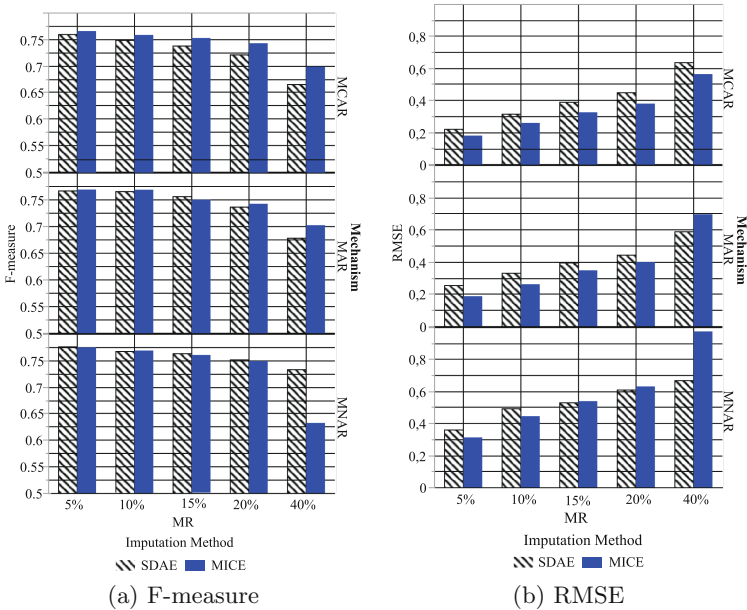 0.75
0.7
0.65
0.6
0.55
0.5
MCAR
0.75
0.7
0.65
0.6
0.55
0.5
MAR
0.75
0.7
0.65
0.6
0.55
0.5
MNAR
F-measure
Mechanism
5% 10% 15% 20% 40%
MR
Imputation Method
SDAE MICE
(a) F-measure
0,8
0,6
0,4
0,2
0
MCAR
0,8
0,6
0,4
0,2
0
MAR
0,8
0,6
0,4
0,2
0
MNAR
RMSE
Mechanism
5% 10% 15% 20% 40%
MR
Imputation Method
SDAE MICE
(b) RMSE